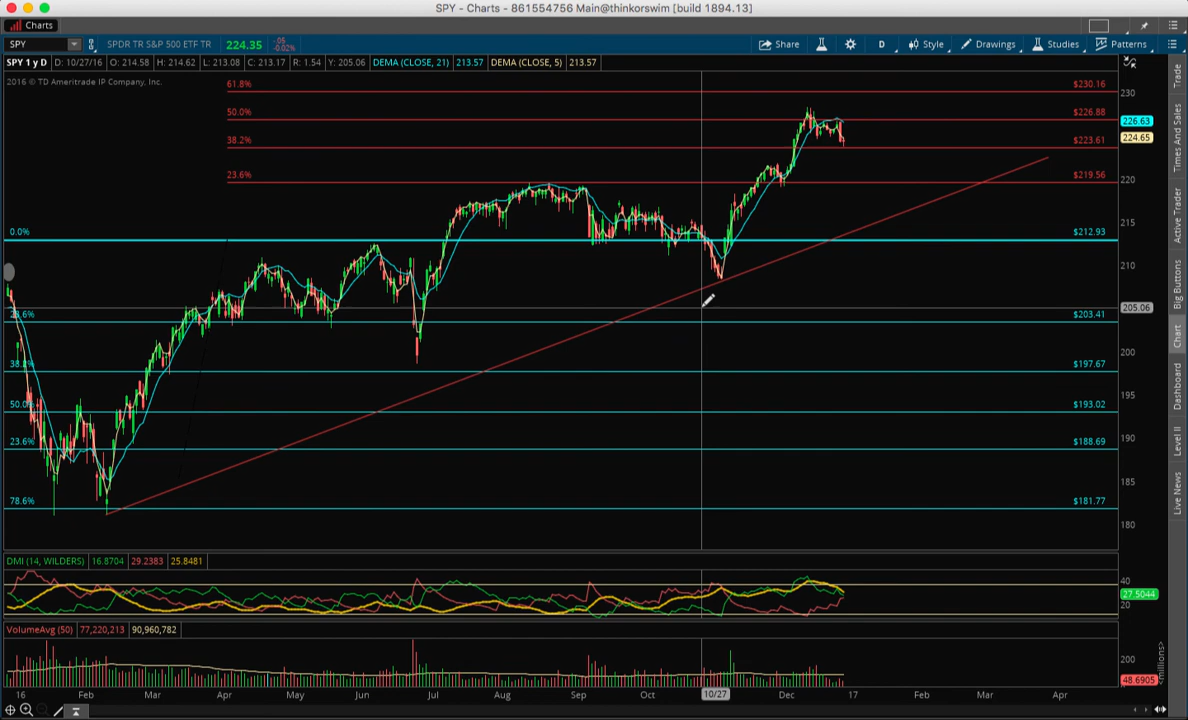 SPY - Charts - 861554756 Main@thinkorswim [build 1894.13]
Charts
SPY SPDR TR S&P 500 ETF TR 224.35 -.05 -0.02% Share D Style Drawings Studies Patterns
SPY 1 y D D: 10/27/16 O: 214.58 H: 214.62 L: 213.08 C: 213.17 R: 1.54 Y: 205.06 DEMA (CLOSE, 21) 213.57 DEMA (CLOSE, 5) 213.57
2016 © TD Ameritrade IP Company, Inc.
61.8% $230.16
230
50.0% $226.88
226.63
224.65
38.2% $223.61
23.6% $219.56
220
215
0.0% $212.93
210
205.06
$203.41
200
$197.67
195
50.0% $193.02
190
23.6% $188.69
185
78.6% $181.77
180
DMI (14, WILDERS) 16.8704 29.2383 25.8481
40
27.5044
20
VolumeAvg (50) 77,220,213 90,960,782
200
48.6905
<millions>
16 Feb Mar Apr May Jun Jul Aug Sep Oct 10/27 Dec 17 Feb Mar Apr
Trade
Times And Sales
Active Trader
Big Buttons
Chart
Dashboard
Level II
Live News